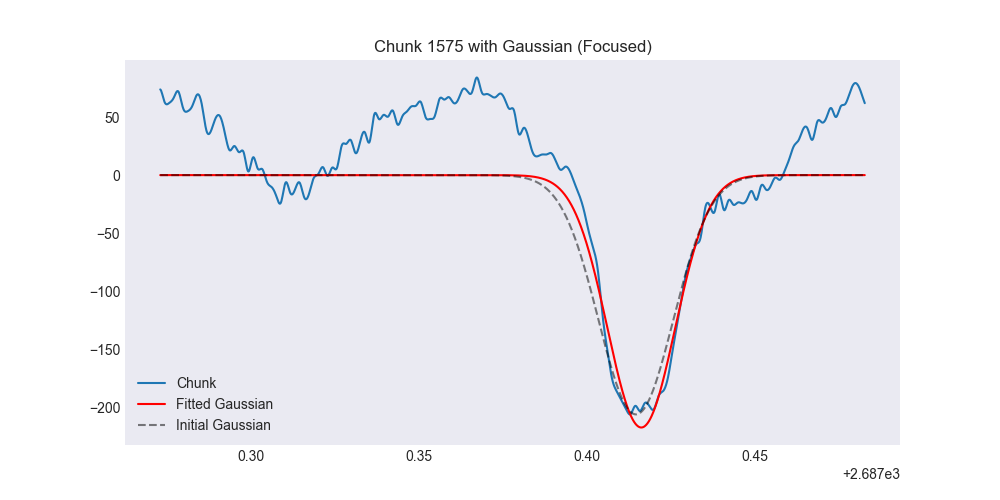 Chunk 1575 with Gaussian (Focused)
50
0
−50
−100
−150
−200
Chunk
Fitted Gaussian
Initial Gaussian
0.30 0.35 0.40 0.45
+2.687e3